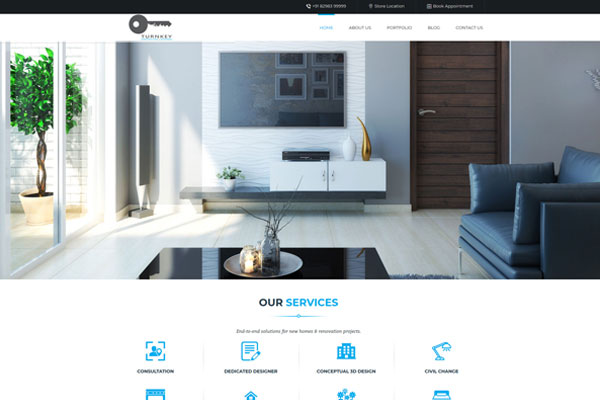 +91 82983 99999 Store Location Book Appointment
TURNKEY
HOME ABOUT US PORTFOLIO BLOG CONTACT US
OUR SERVICES
End-to-end solutions for new homes & renovation projects.
CONSULTATION DEDICATED DESIGNER CONCEPTUAL 3D DESIGN CIVIL CHANGE